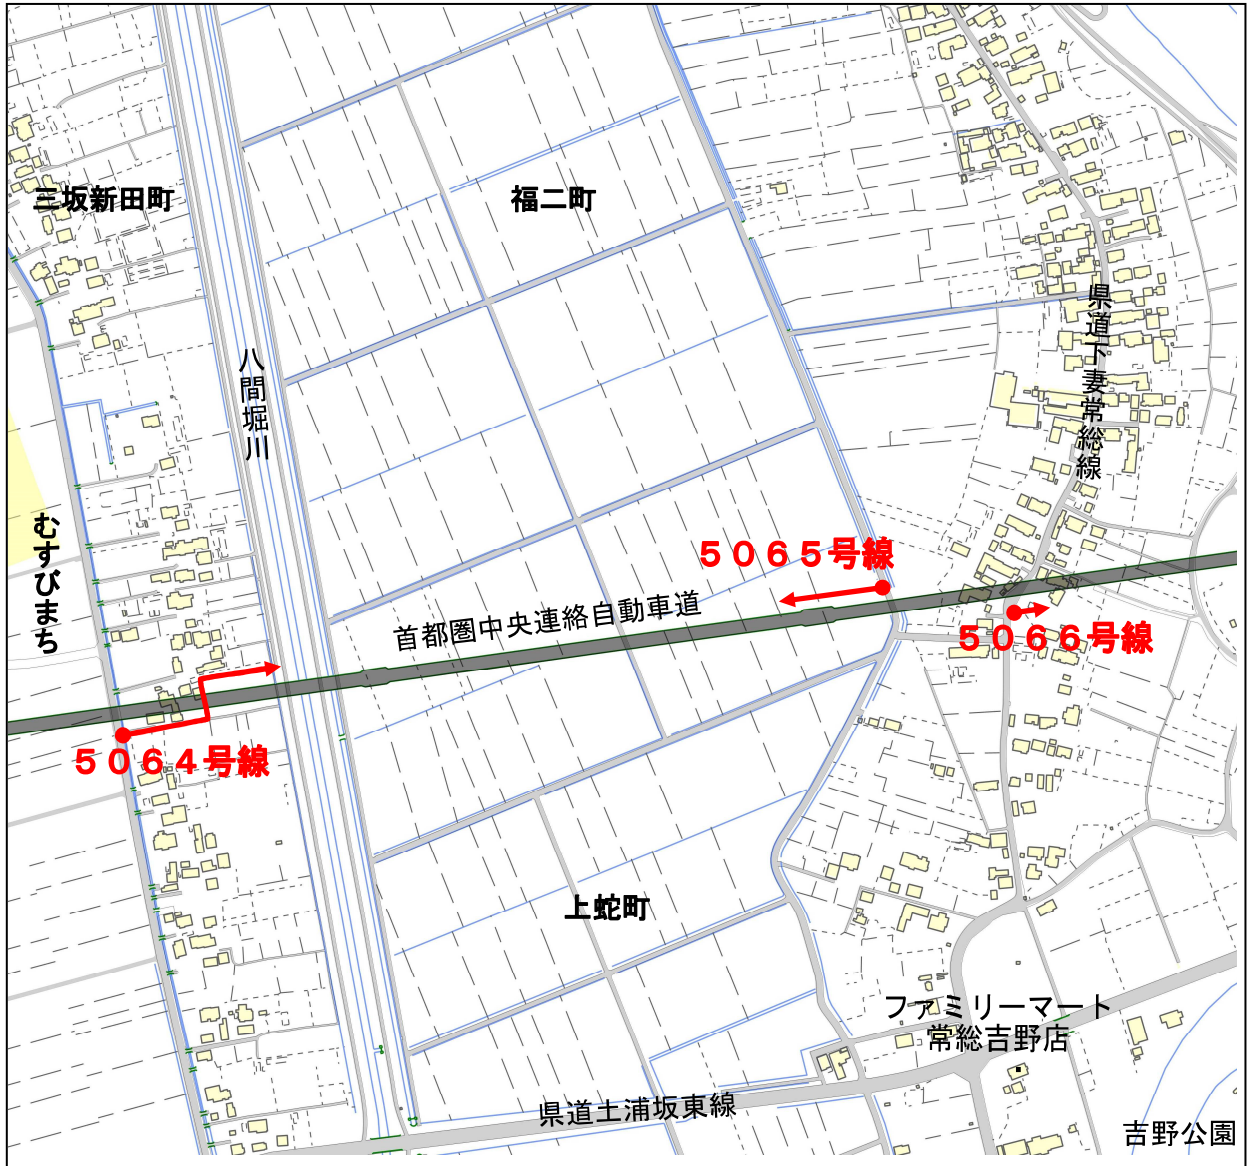 三坂新田町
福二町
県道下妻常総線
八間堀川
むすびまち
５０６５号線
首都圏中央連絡自動車道
５０６６号線
５０６４号線
上蛇町
ファミリーマート
常総吉野店
県道土浦坂東線
吉野公園